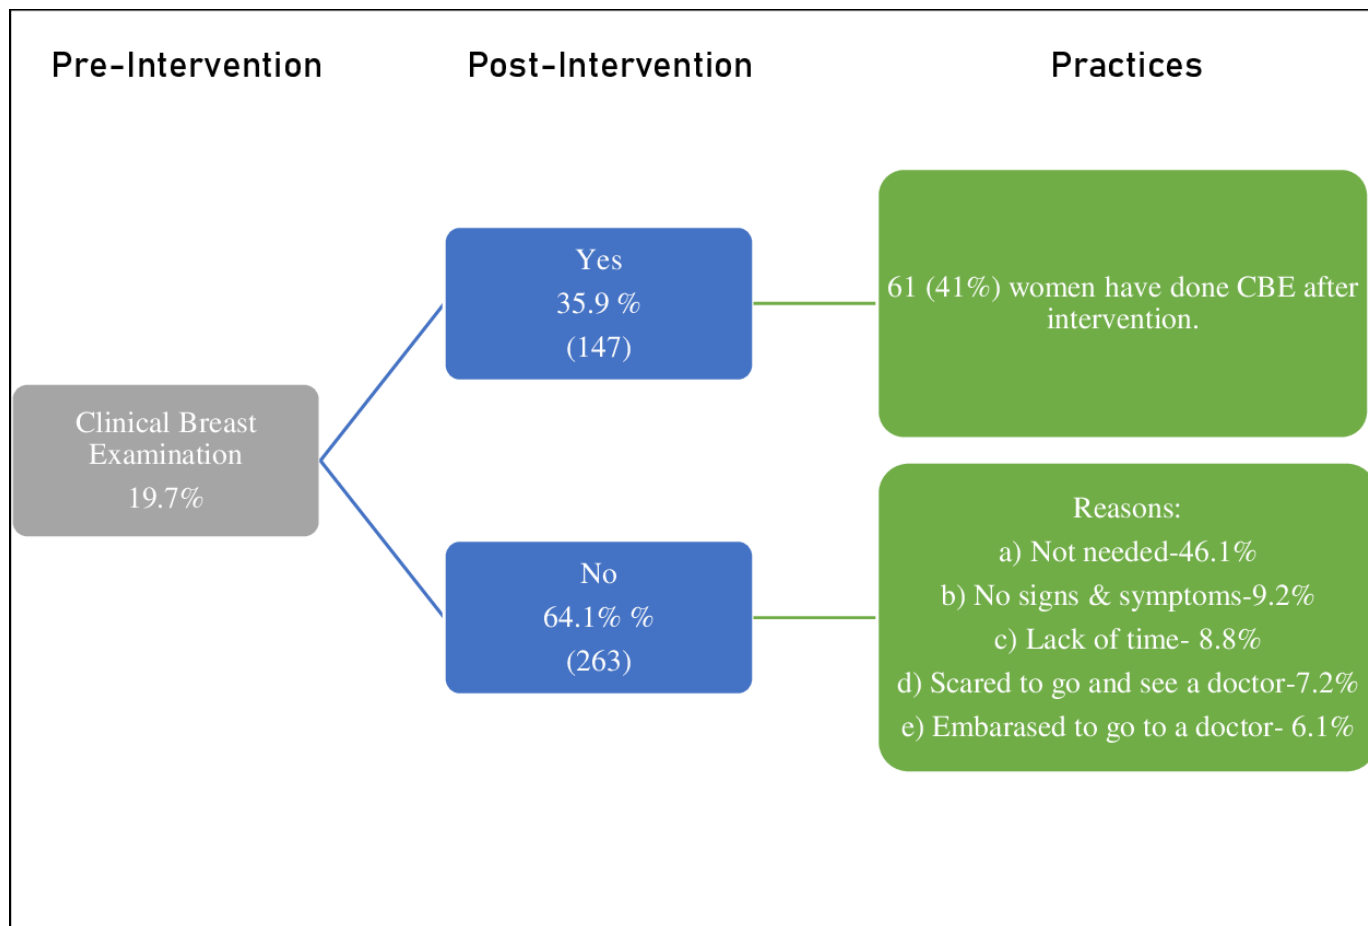 Pre-Intervention
Post-Intervention
Practices
Clinical Breast
Examination
19.7%
Yes
35.9 %
(147)
No
64.1% %
(263)
61 (41%) women have done CBE after
intervention.
Reasons:
a) Not needed-46.1%
b) No signs & symptoms-9.2%
c) Lack of time- 8.8%
d) Scared to go and see a doctor-7.2%
e) Embarased to go to a doctor- 6.1%